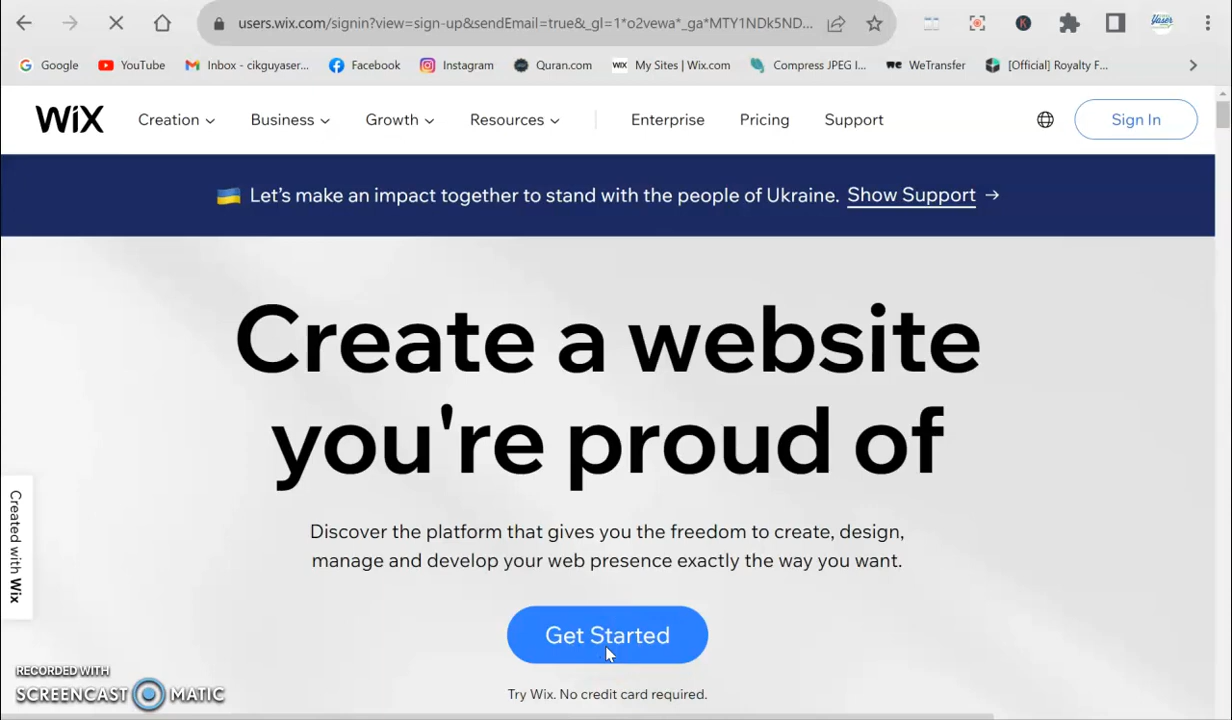 users.wix.com/signin?view=sign-up&sendEmail=true&_gl=1*o2vewa*_ga*MTY1NDk5ND...
Google YouTube Inbox - cikguyaser... Facebook Instagram Quran.com WiX My Sites | Wix.com Compress JPEG I... we WeTransfer [Official] Royalty F...
WiX Creation Business Growth Resources Enterprise Pricing Support Sign In
Let's make an impact together to stand with the people of Ukraine. Show Support →
Create a website
you're proud of
Discover the platform that gives you the freedom to create, design,
manage and develop your web presence exactly the way you want.
Get Started
Try Wix. No credit card required.
Created with Wix
RECORDED WITH
SCREENCAST MATIC